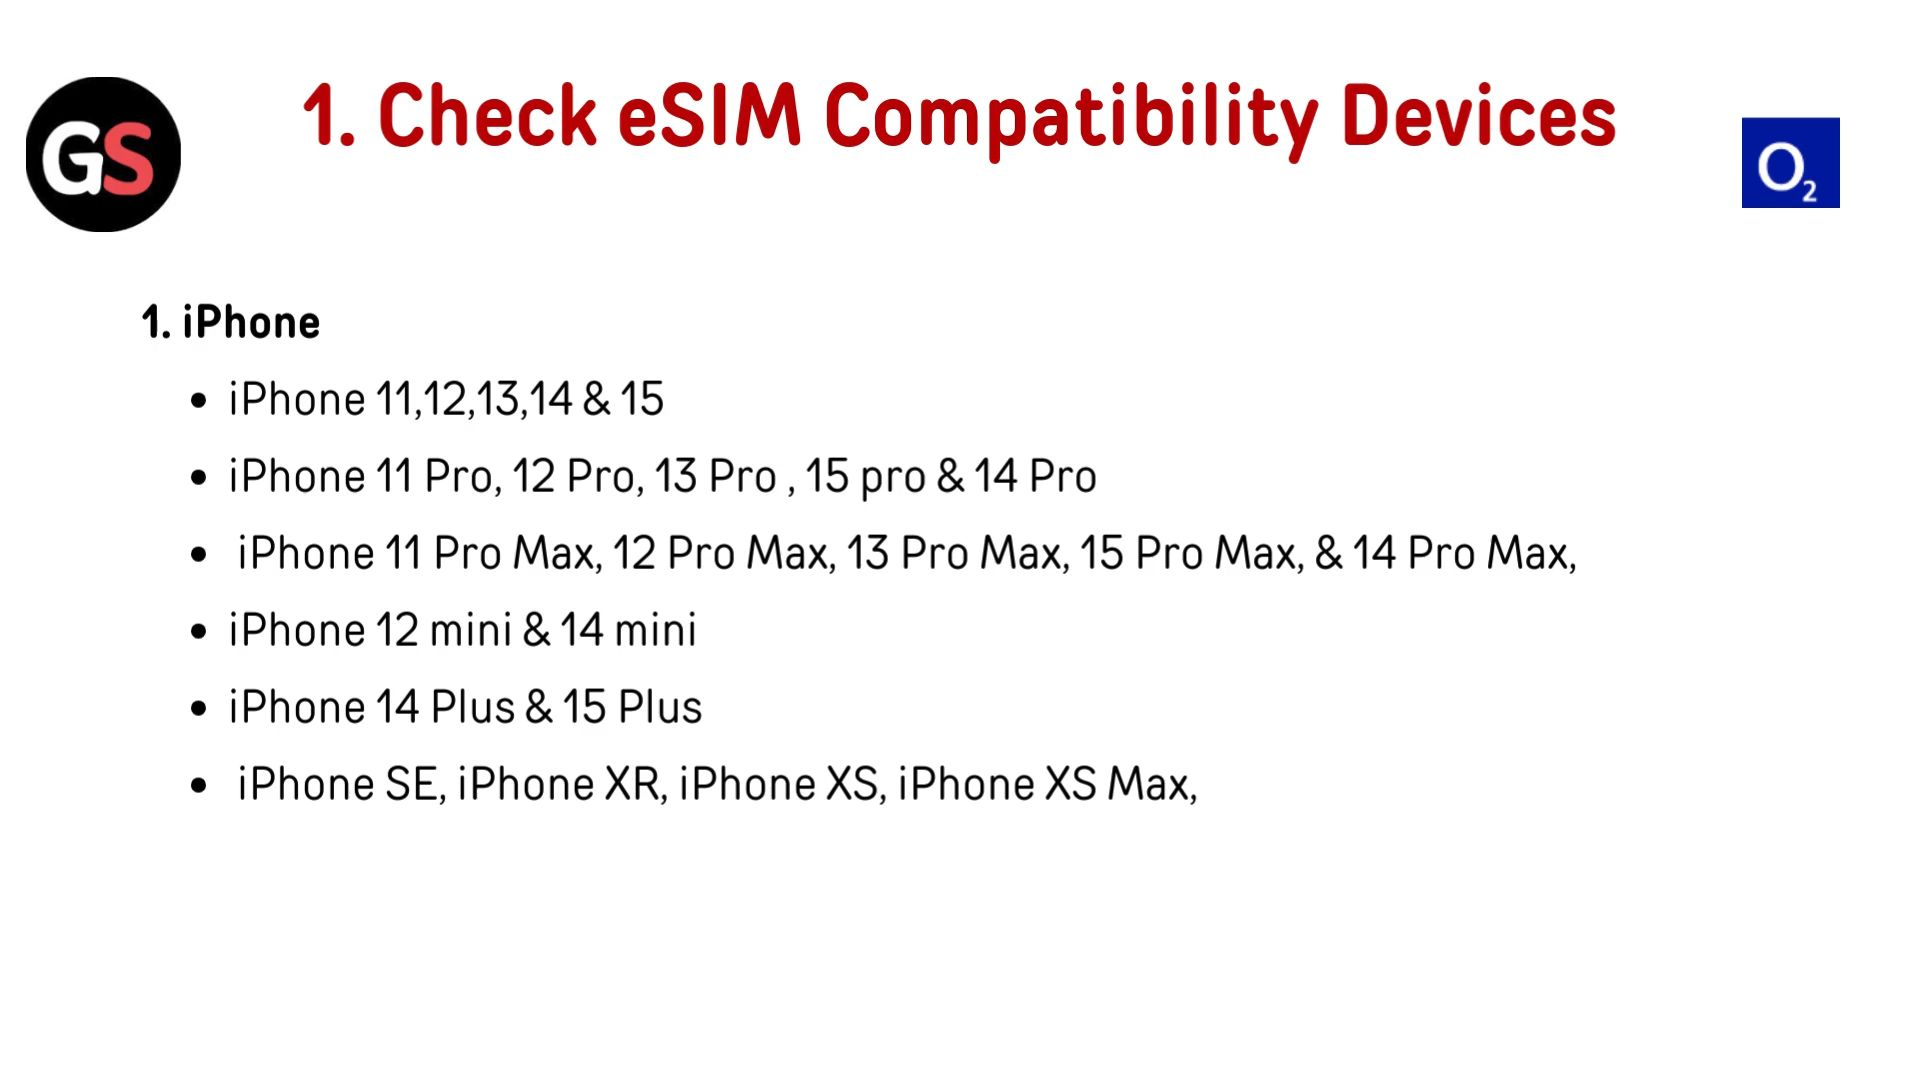 GS
1. Check eSIM Compatibility Devices
O2
1. iPhone
• iPhone 11,12,13,14 & 15
• iPhone 11 Pro, 12 Pro, 13 Pro , 15 pro & 14 Pro
• iPhone 11 Pro Max, 12 Pro Max, 13 Pro Max, 15 Pro Max, & 14 Pro Max,
• iPhone 12 mini & 14 mini
• iPhone 14 Plus & 15 Plus
• iPhone SE, iPhone XR, iPhone XS, iPhone XS Max,